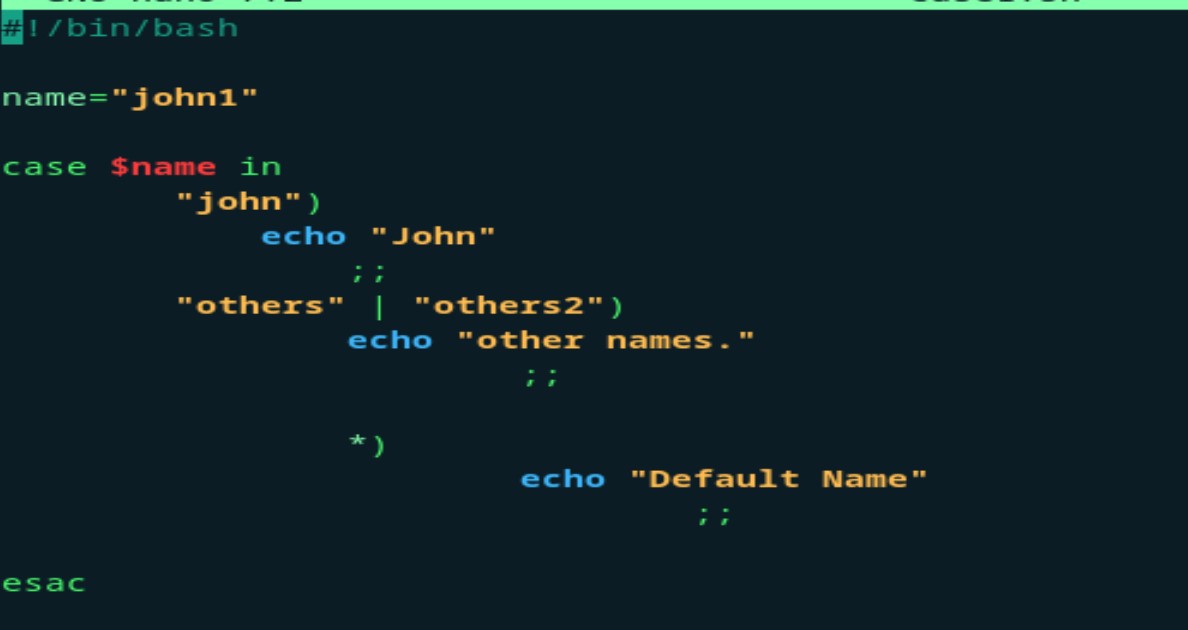 #!/bin/bash
name="john1"
case $name in
"john")
echo "John"
;;
"others" | "others2")
echo "other names."
;;
*)
echo "Default Name"
;;
esac